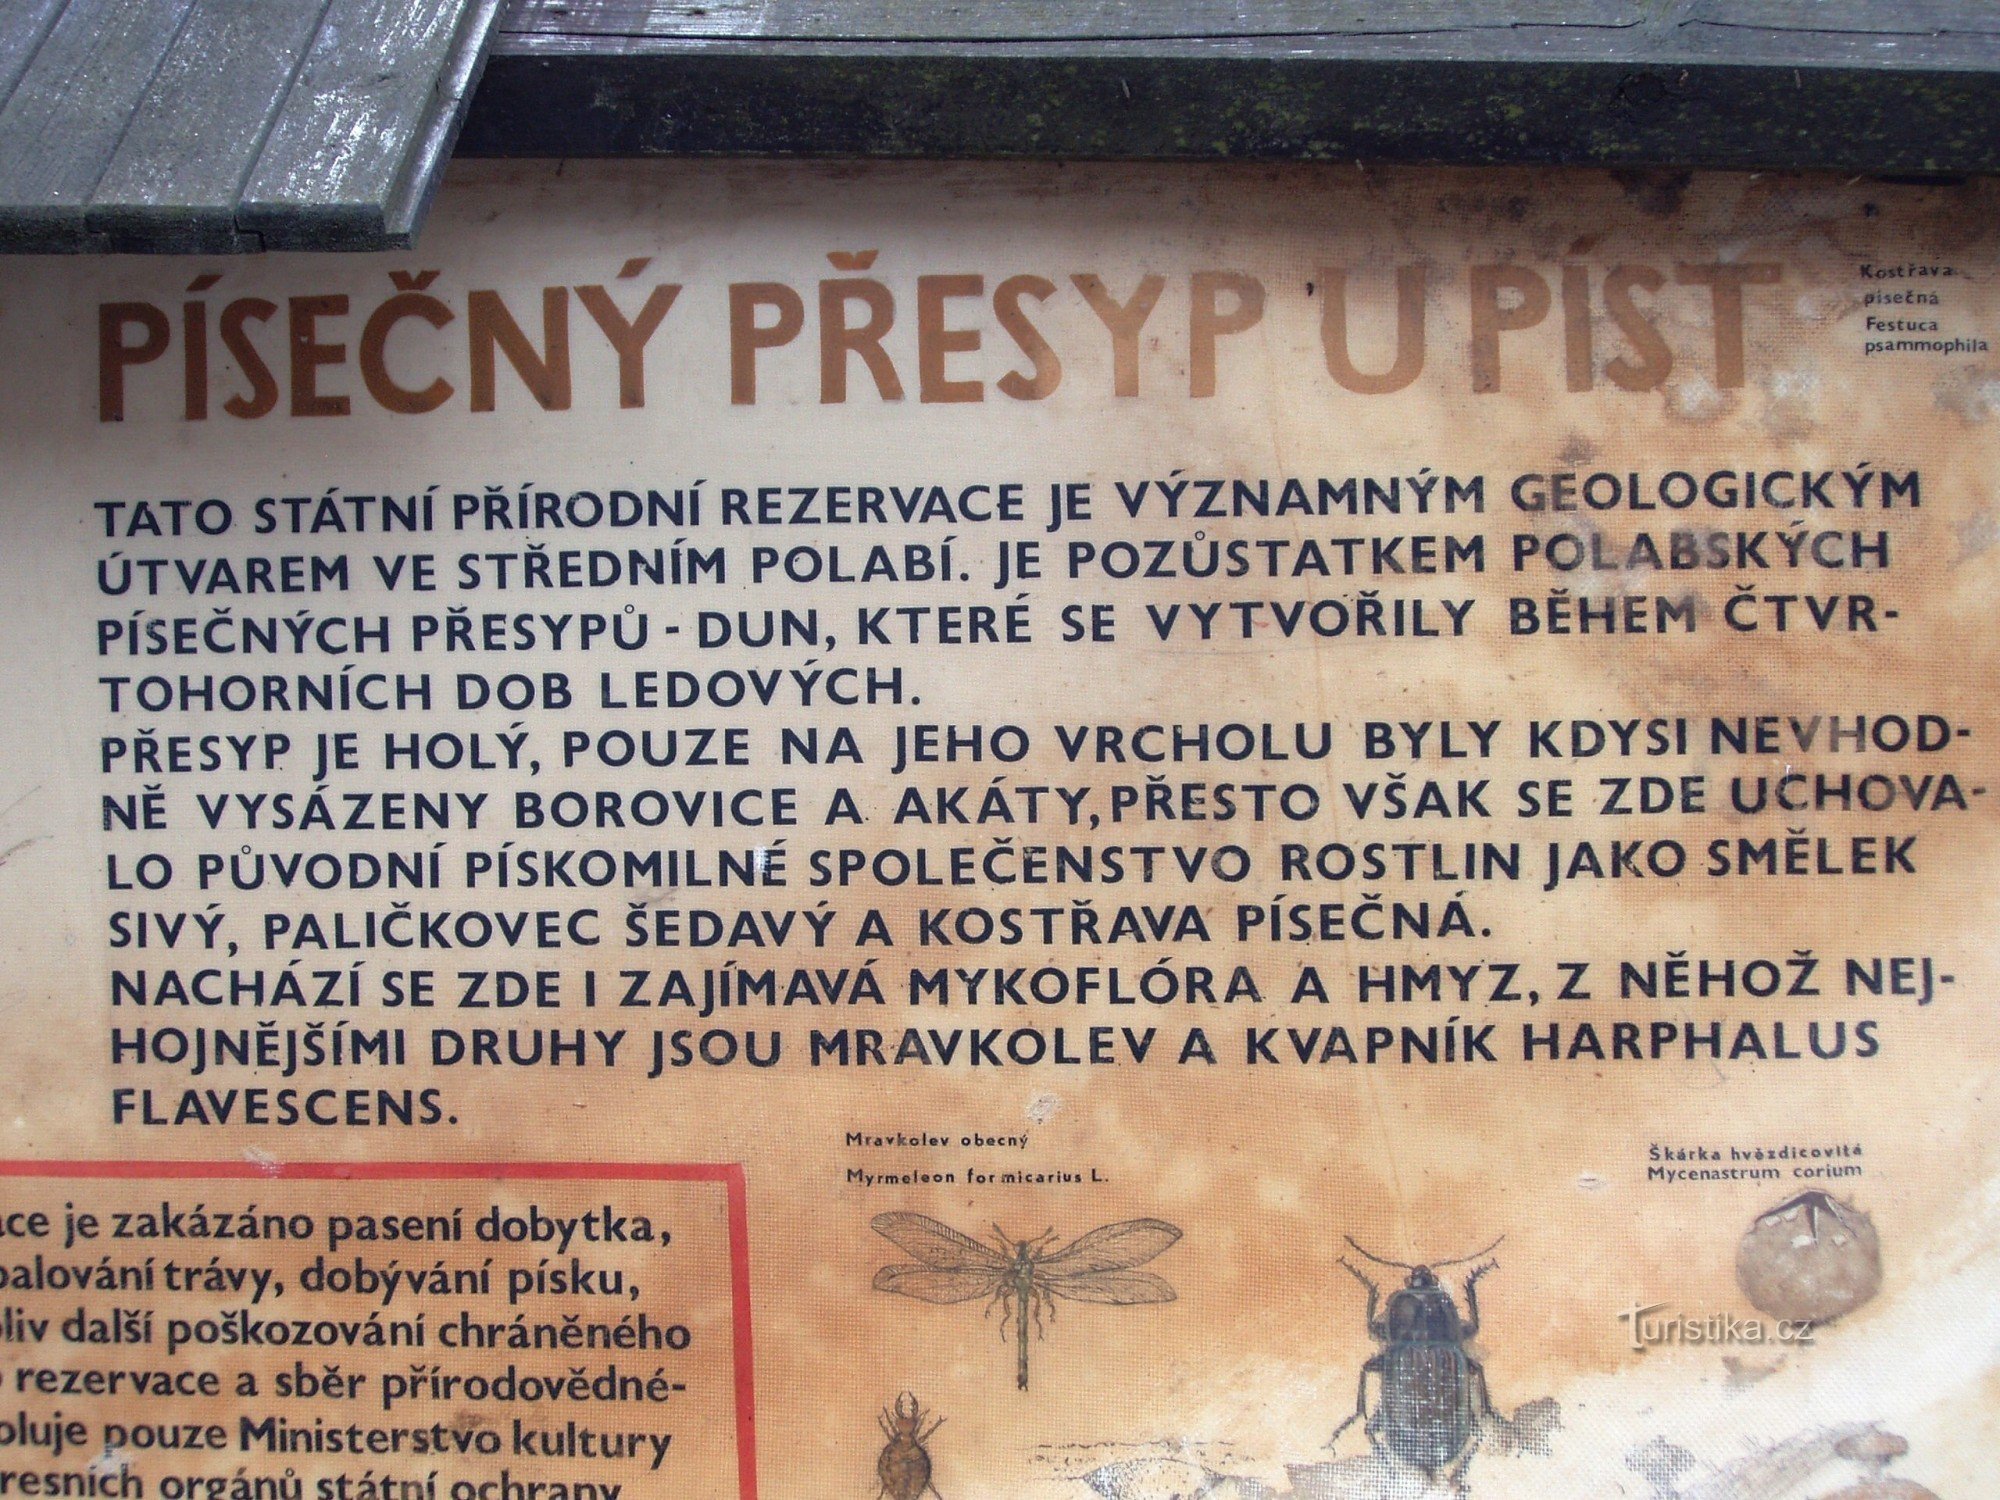 PÍSEČNÝ PŘESYP U PÍST
Kostřava
písečná
Festuca
psammophila
TATO STÁTNÍ PŘÍRODNÍ REZERVACE JE VÝZNAMNÝM GEOLOGICKÝM
ÚTVAREM VE STŘEDNÍM POLABÍ. JE POZŮSTATKEM POLABSKÝCH
PÍSEČNÝCH PŘESYPŮ - DUN, KTERÉ SE VYTVOŘILY BĚHEM ČTVR-
TOHORNÍCH DOB LEDOVÝCH.
PŘESYP JE HOLÝ, POUZE NA JEHO VRCHOLU BYLY KDYSI NEVHOD-
NĚ VYSÁZENY BOROVICE A AKÁTY, PŘESTO VŠAK SE ZDE UCHOVA-
LO PŮVODNÍ PÍSKOMILNÉ SPOLEČENSTVO ROSTLIN JAKO SMĚLEK
SIVÝ, PALIČKOVEC ŠEDAVÝ A KOSTŘAVA PÍSEČNÁ.
NACHÁZÍ SE ZDE I ZAJÍMAVÁ MYKOFLÓRA A HMYZ, Z NĚHOŽ NEJ-
HOJNĚJŠÍMI DRUHY JSOU MRAVKOLEV A KVAPNÍK HARPHALUS
FLAVESCENS.
Mravkolev obecný
Myrmeleon formicarius L.
Škárka hvězdicovitá
Mycenastrum corium
je zakázáno pasení dobytka,
trávy, dobývání písku,
další poškozování chráněného
rezervace a sběr přírodovědné-
pouze Ministerstvo kultury
orgánů státní ochrany
Turistika.cz